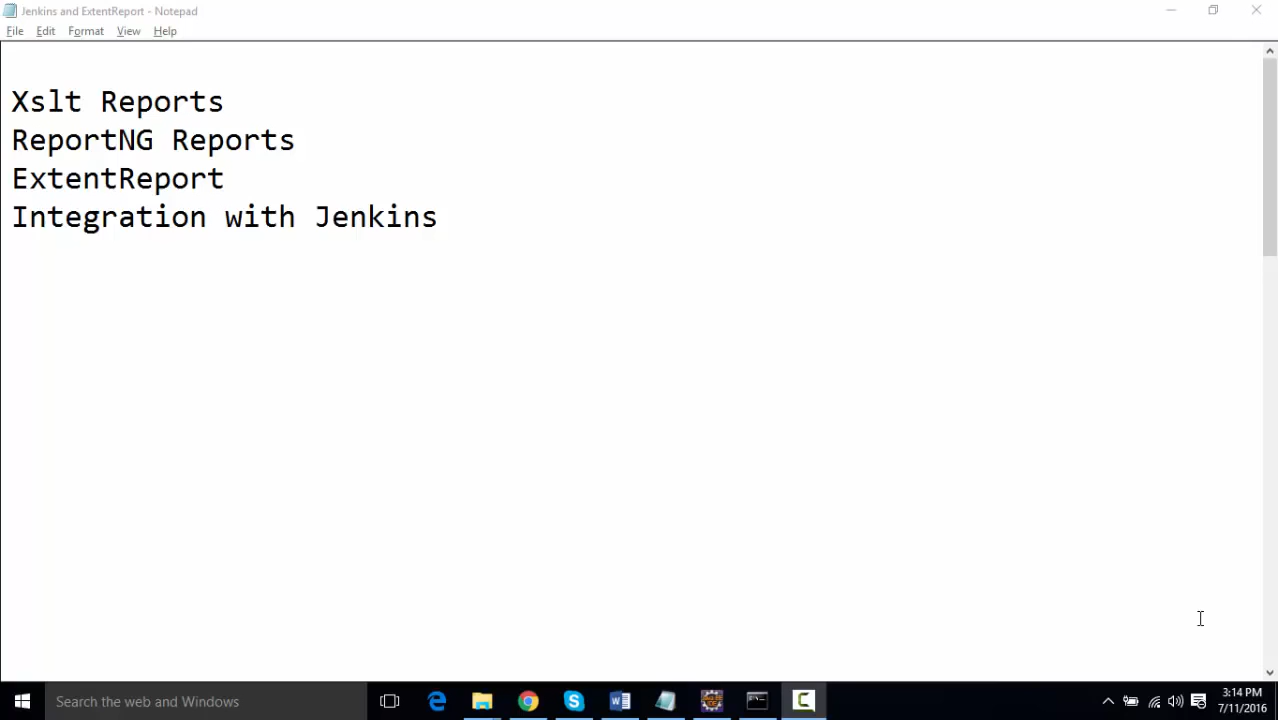 Jenkins and ExtentReport - Notepad
File Edit Format View Help
Xslt Reports
ReportNG Reports
ExtentReport
Integration with Jenkins
Search the web and Windows
3:14 PM
7/11/2016